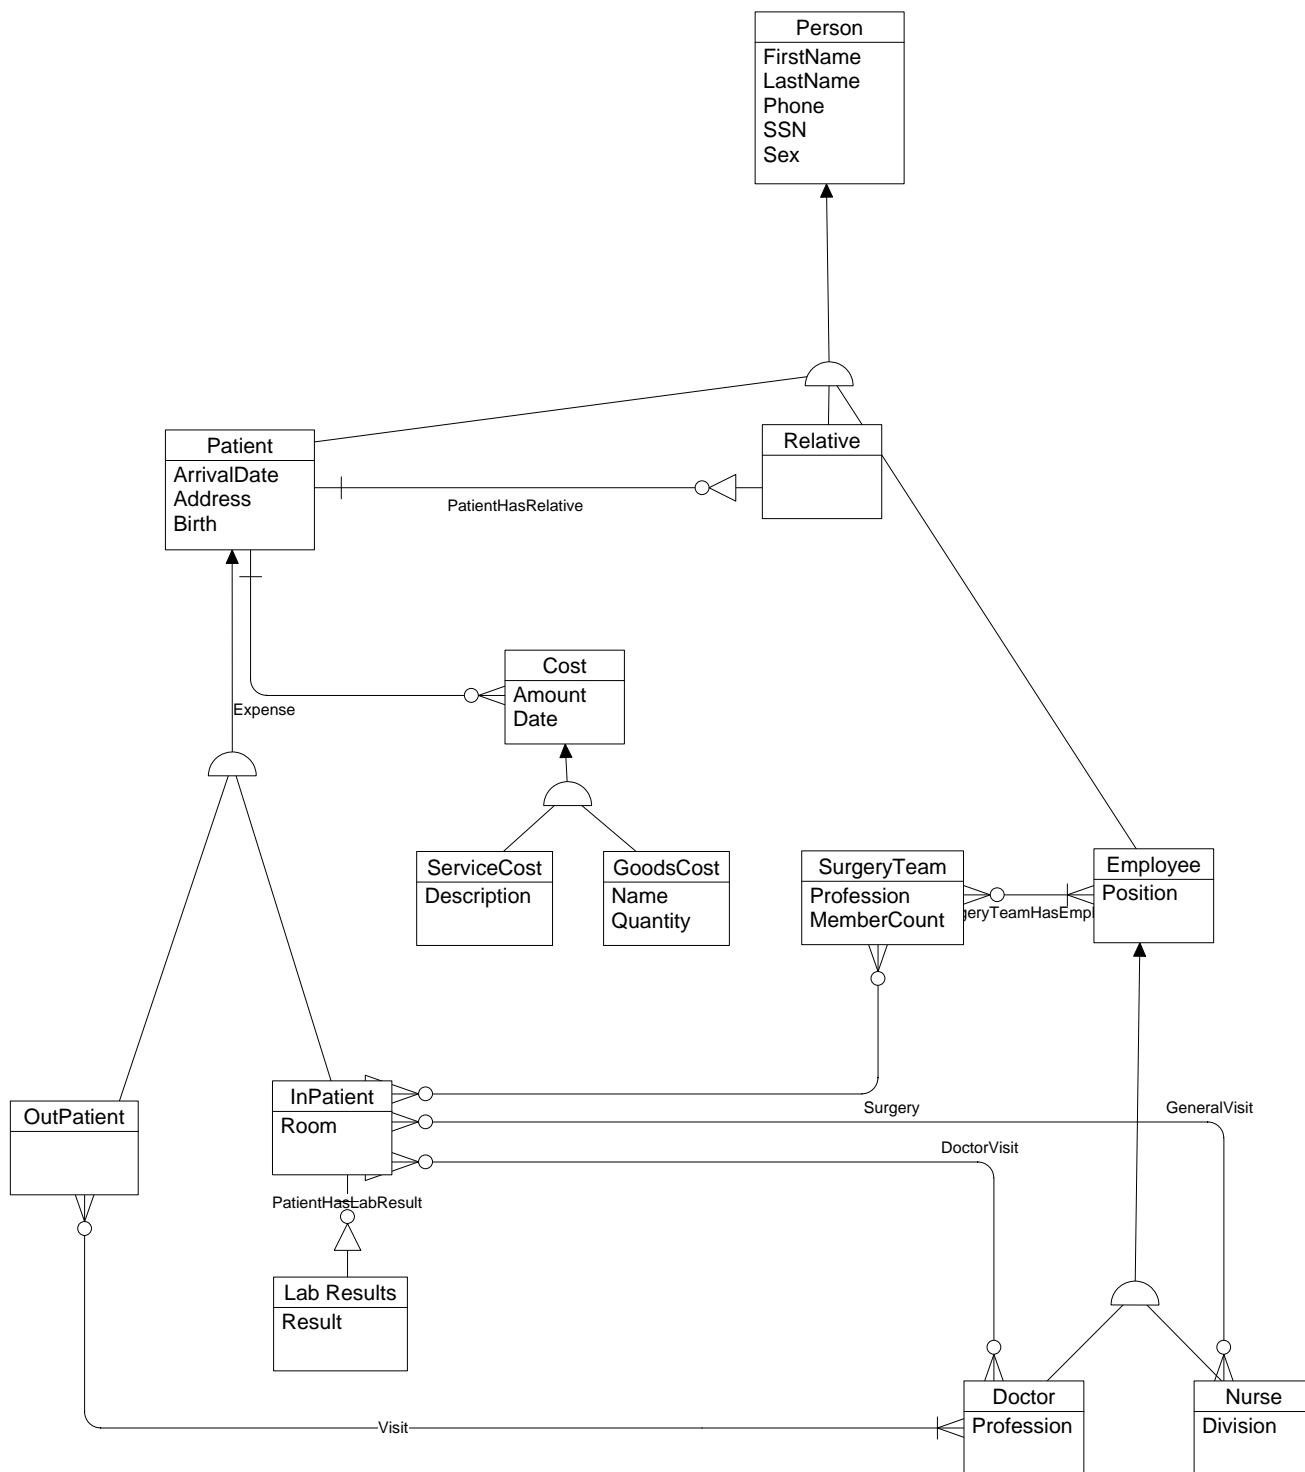 Person
FirstName
LastName
Phone
SSN
Sex
Patient
ArrivalDate
Address
Birth
Relative
PatientHasRelative
Cost
Amount
Date
Expense
ServiceCost
Description
GoodsCost
Name
Quantity
SurgeryTeam
Profession
MemberCount
geryTeamHasEmpl
Employee
Position
OutPatient
InPatient
Room
Surgery
GeneralVisit
DoctorVisit
PatientHasLabResult
Lab Results
Result
Visit
Doctor
Profession
Nurse
Division